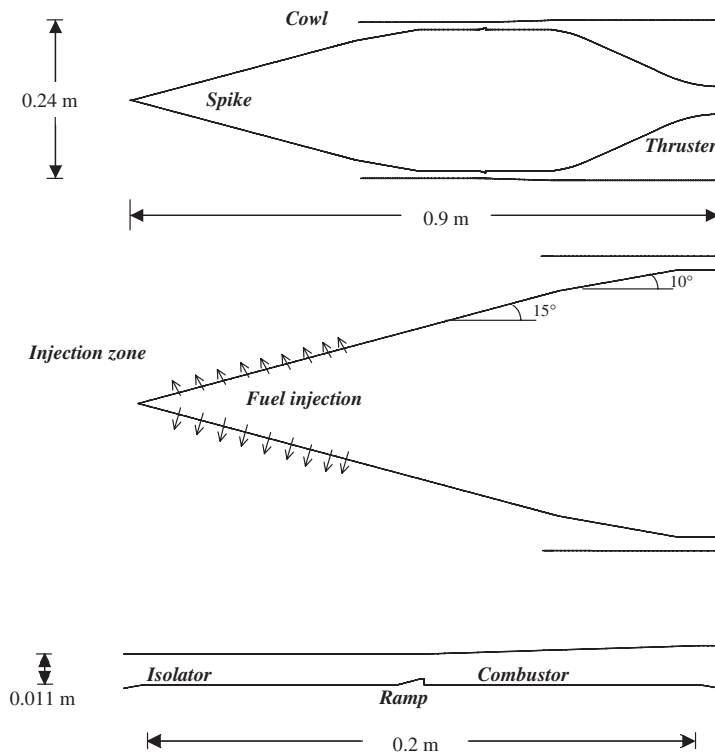 Cowl
0.24 m
Spike
Thruster
0.9 m
10°
15°
Injection zone
Fuel injection
Isolator
Combustor
0.011 m
Ramp
0.2 m